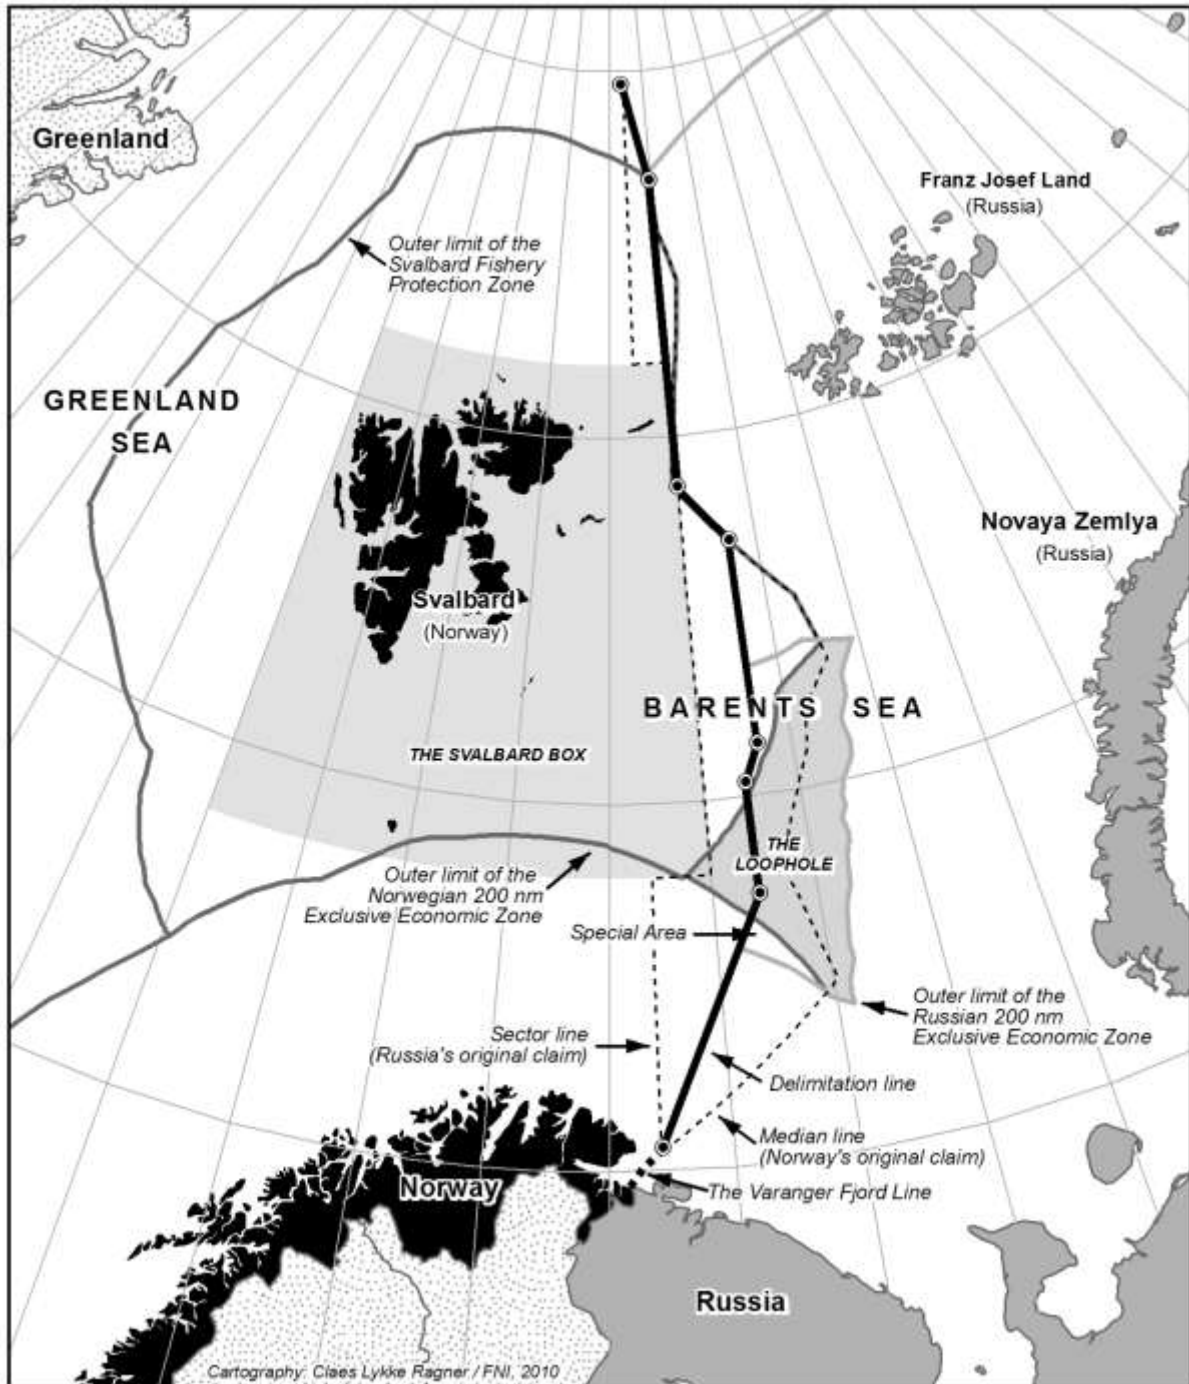 Greenland
Franz Josef Land
(Russia)
Outer limit of the
Svalbard Fishery
Protection Zone
GREENLAND
SEA
Novaya Zemlya
(Russia)
Svalbard
(Norway)
BARENTS SEA
THE SVALBARD BOX
THE
LOOPHOLE
Outer limit of the
Norwegian 200 nm
Exclusive Economic Zone
Special Area
Outer limit of the
Russian 200 nm
Exclusive Economic Zone
Sector line
(Russia's original claim)
Delimitation line
Median line
(Norway's original claim)
Norway
The Varanger Fjord Line
Russia
Cartography: Claes Lykke Ragner / FNI, 2010